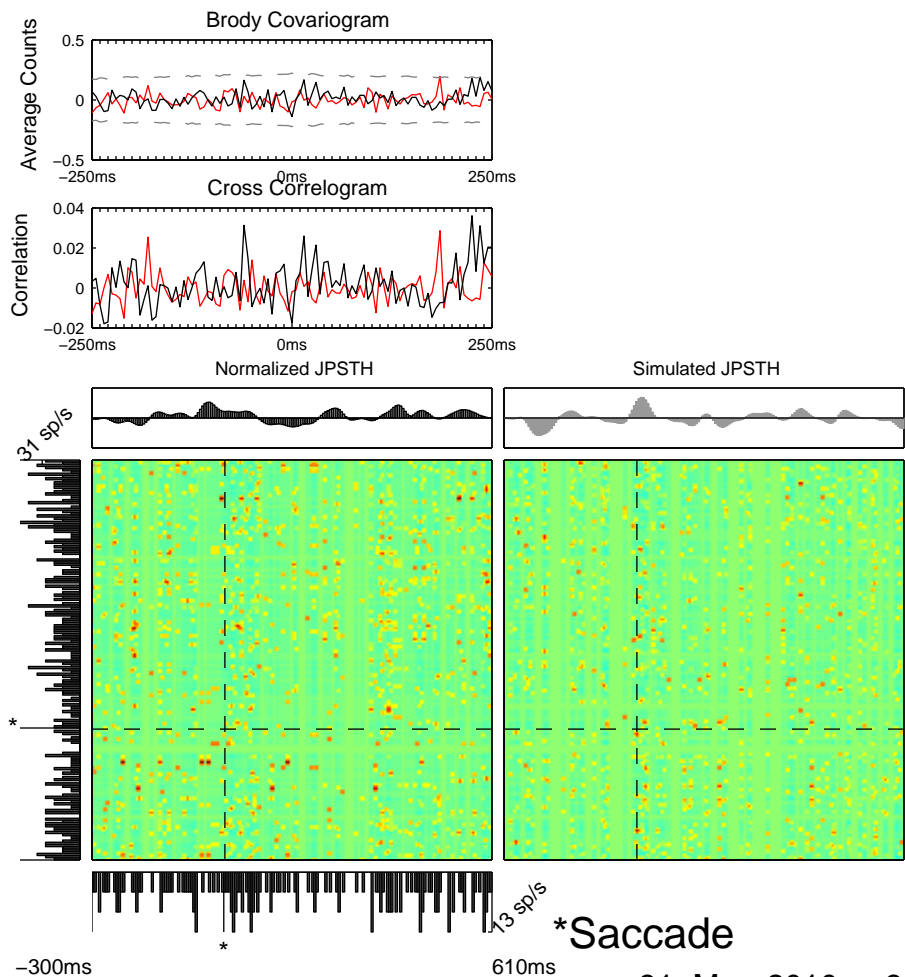 Brody Covariogram
Average Counts
0.5
0
−0.5
−250ms
0ms
250ms
Cross Correlogram
Correlation
0.04
0.02
0
−0.02
−250ms
0ms
250ms
Normalized JPSTH
Simulated JPSTH
31 sp/s
*
13 sp/s
*
*Saccade
−300ms
610ms